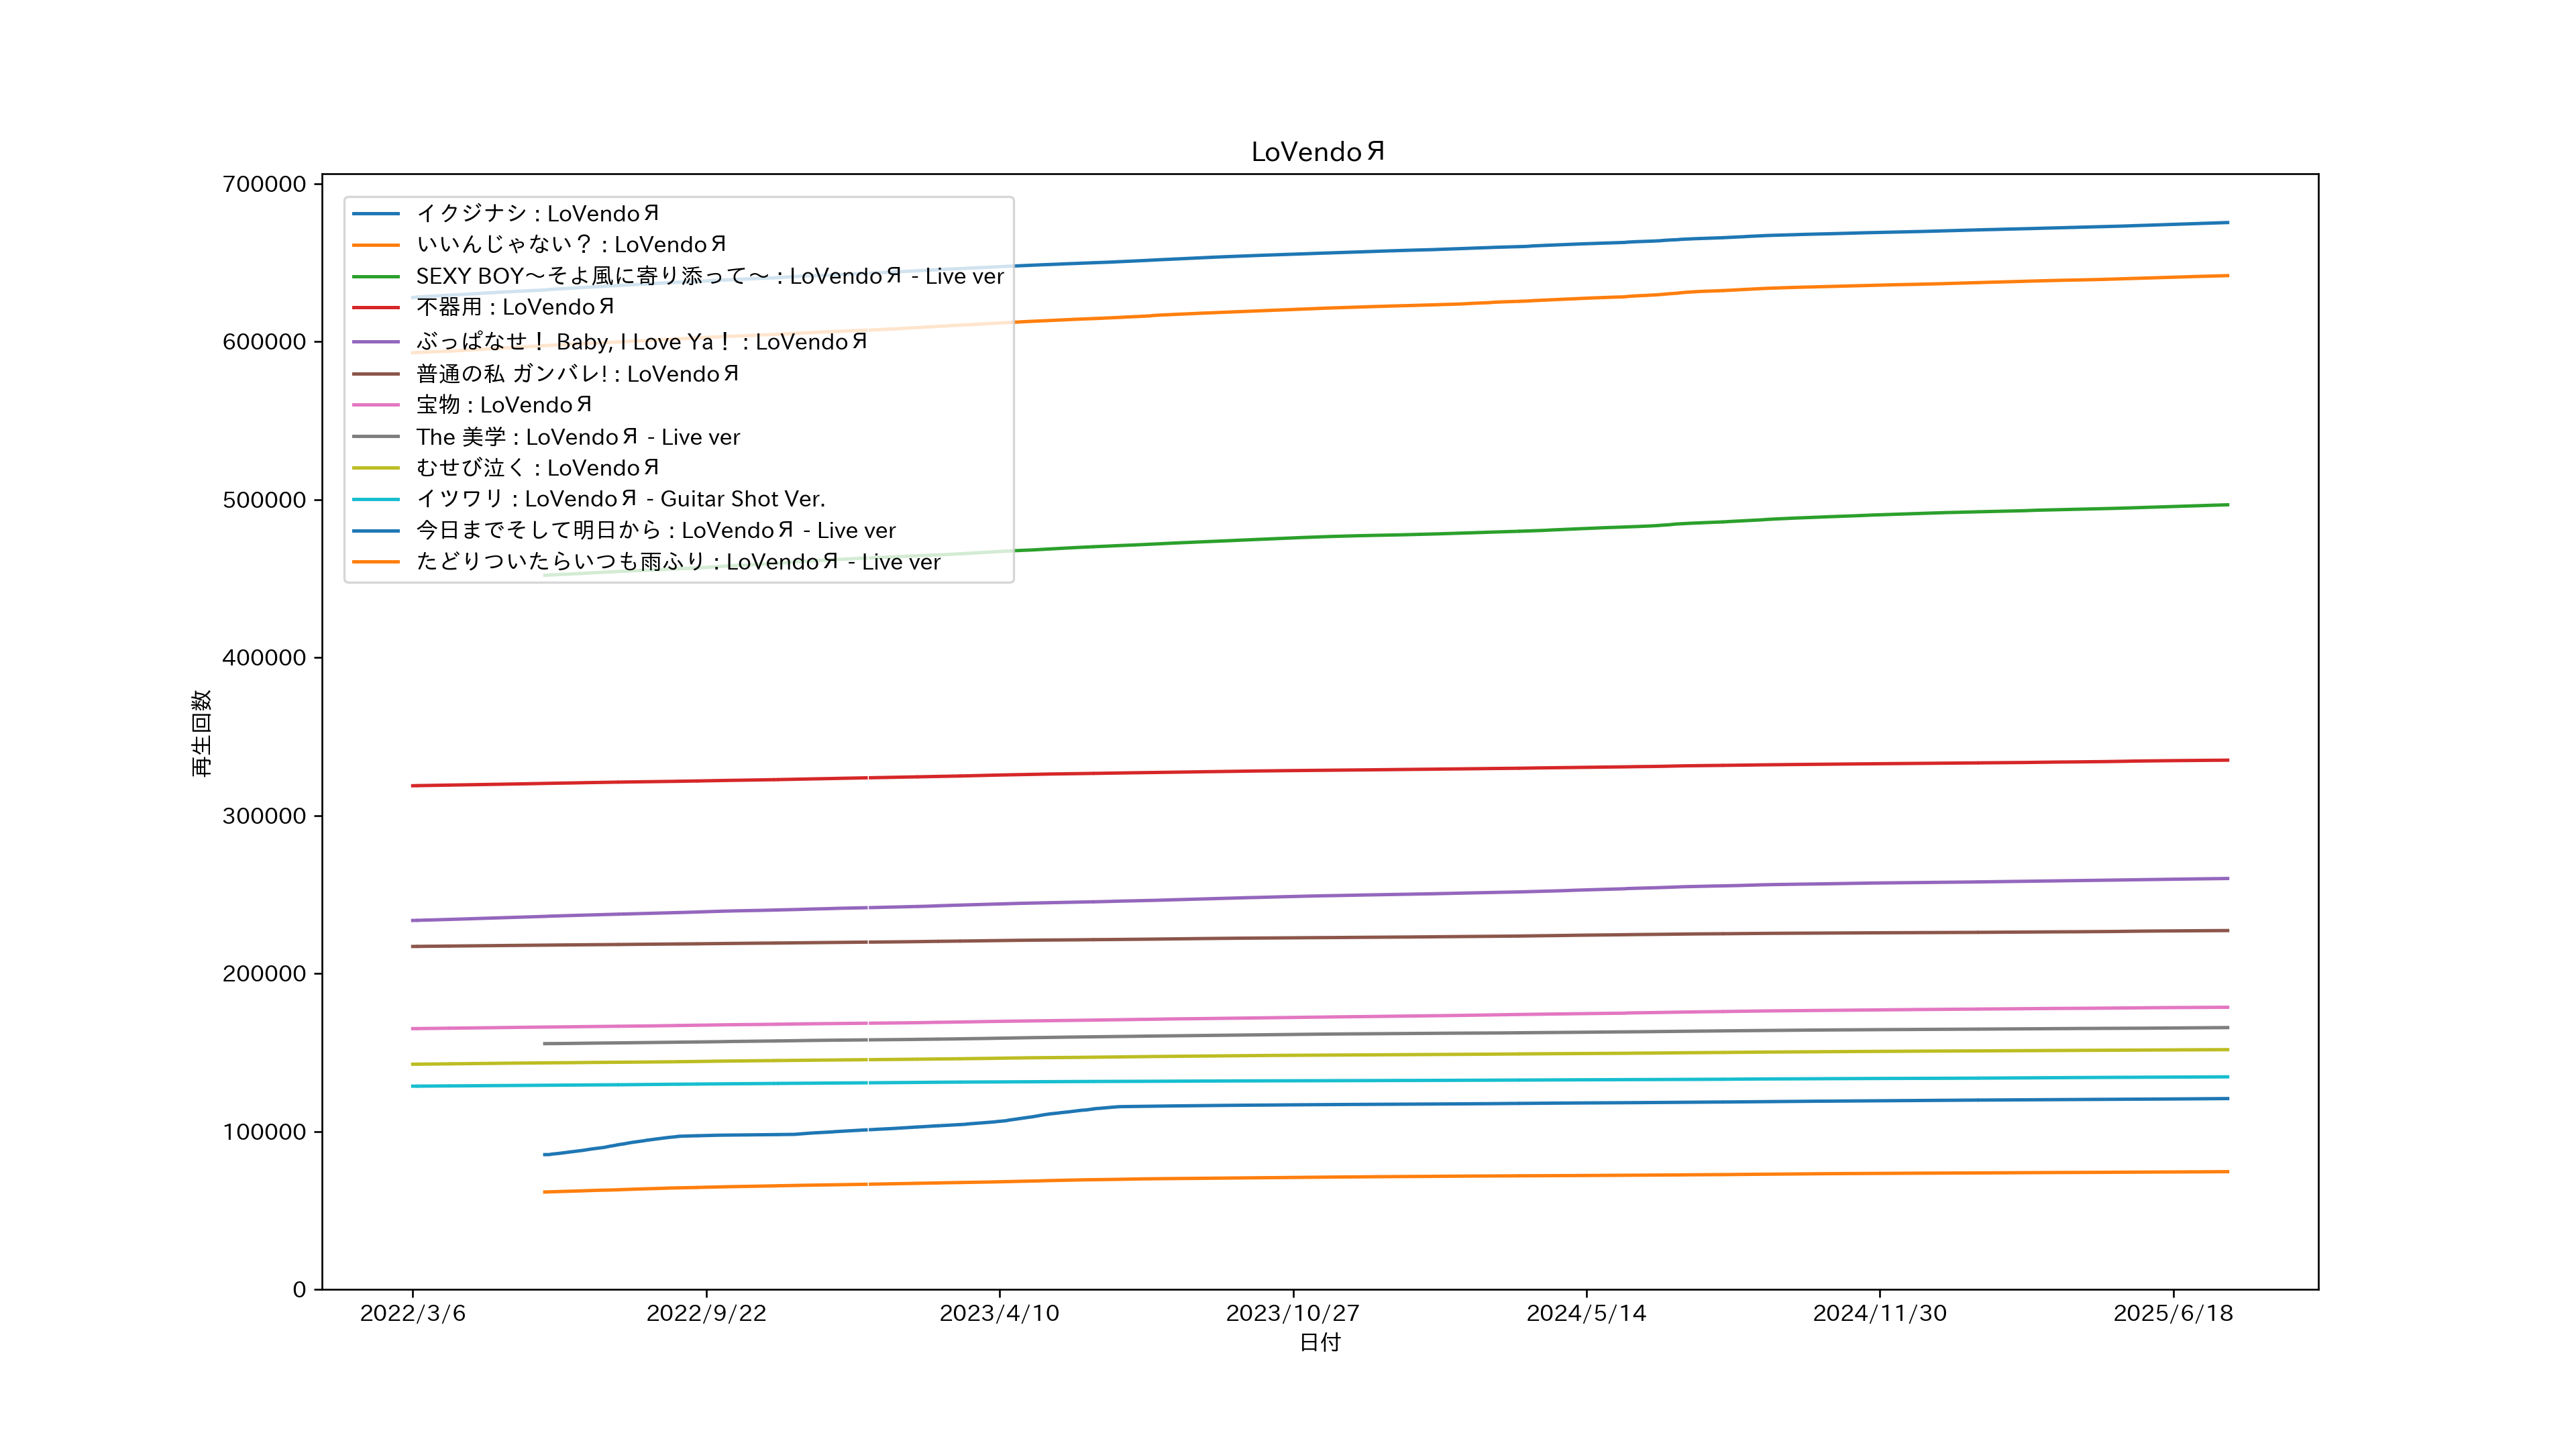 LoVendoЯ
700000
600000
500000
400000
300000
200000
100000
0
再生回数
イクジナシ : LoVendoЯ
いいんじゃない？ : LoVendoЯ
SEXY BOY～そよ風に寄り添って～ : LoVendoЯ - Live ver
不器用 : LoVendoЯ
ぶっぱなせ！ Baby, I Love Ya！ : LoVendoЯ
普通の私 ガンバレ! : LoVendoЯ
宝物 : LoVendoЯ
The 美学 : LoVendoЯ - Live ver
むせび泣く : LoVendoЯ
イツワリ : LoVendoЯ - Guitar Shot Ver.
今日までそして明日から : LoVendoЯ - Live ver
たどりついたらいつも雨ふり : LoVendoЯ - Live ver
2022/3/6 2022/9/22 2023/4/10 2023/10/27 2024/5/14 2024/11/30 2025/6/18
日付